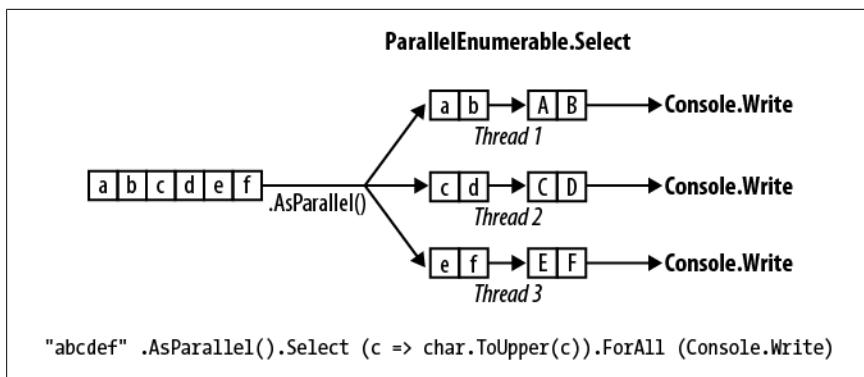 ParallelEnumerable.Select
a b A B Console.Write
Thread 1
a b c d e f .AsParallel() c d C D Console.Write
Thread 2
e f E F Console.Write
Thread 3
"abcdef" .AsParallel().Select (c => char.ToUpper(c)).ForAll (Console.Write)